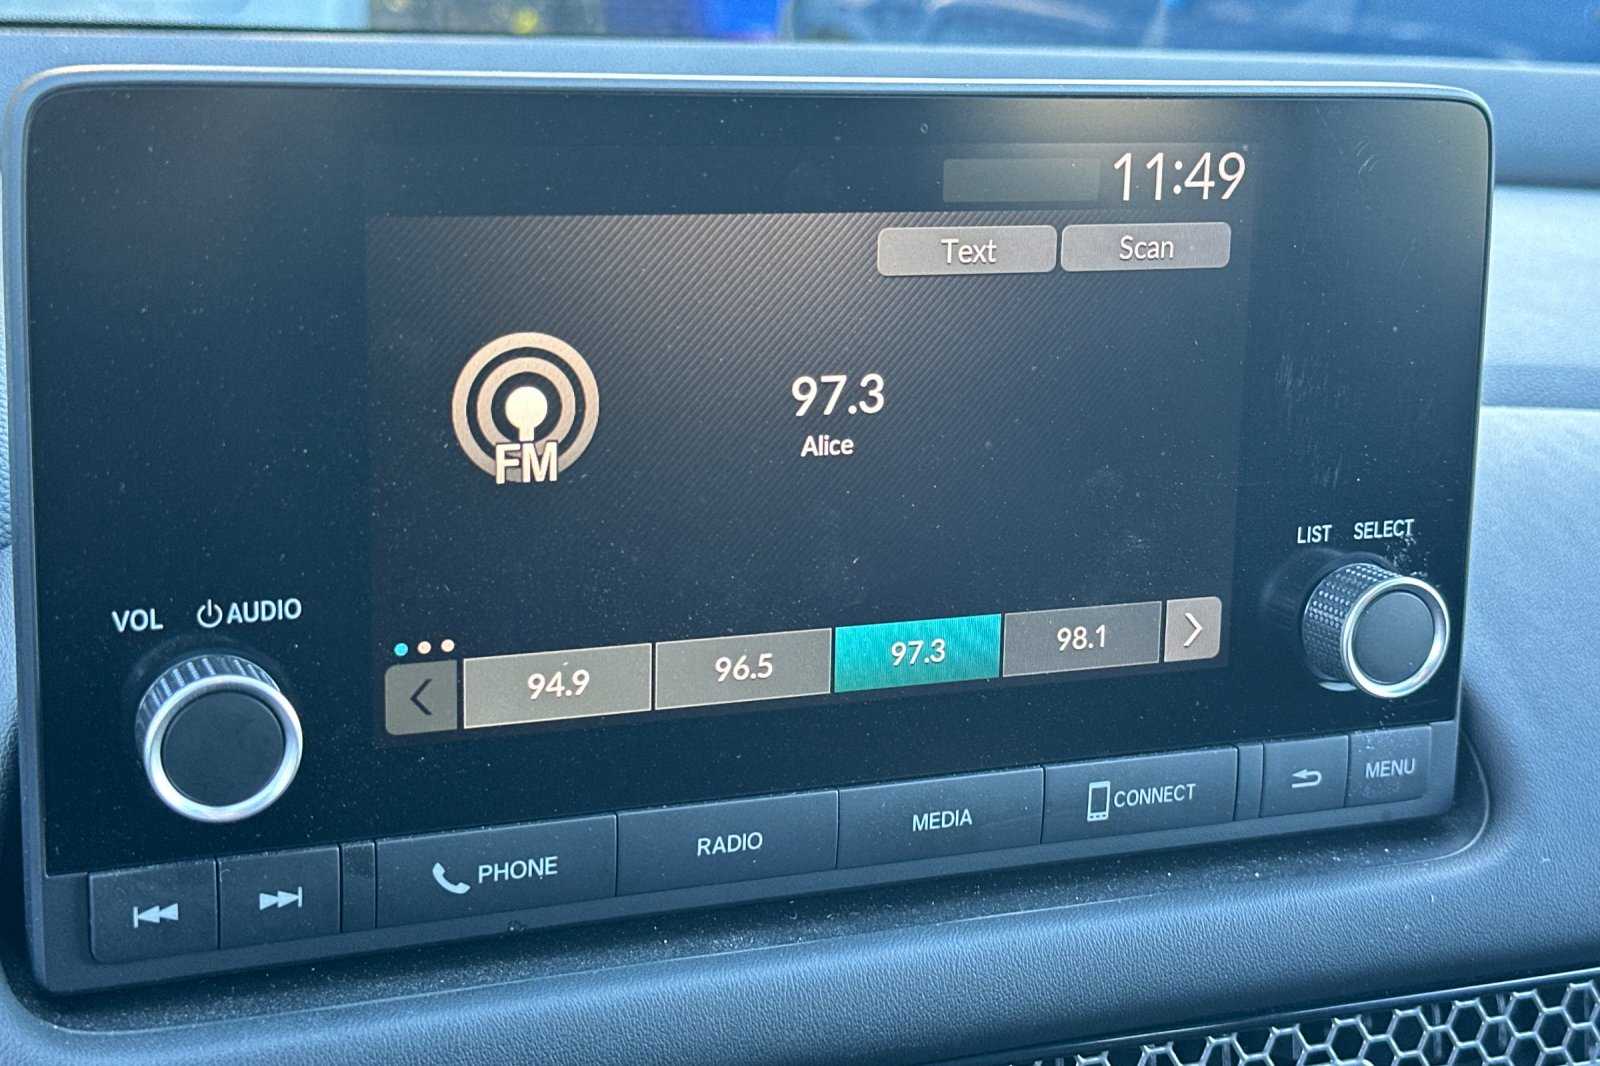 11:49
Text Scan
FM
97.3
Alice
LIST SELECT
VOL AUDIO
94.9 96.5 97.3 98.1
PHONE RADIO MEDIA CONNECT MENU